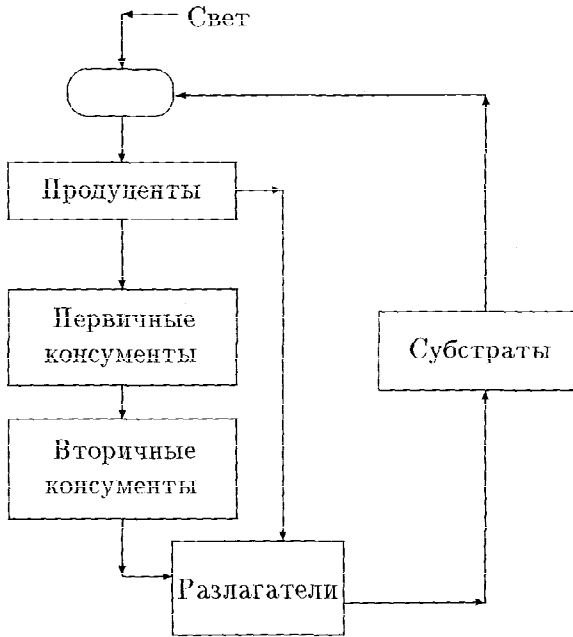 Свет
Продуценты
Первичные
консументы
Субстраты
Вторичные
консументы
Разлагатели